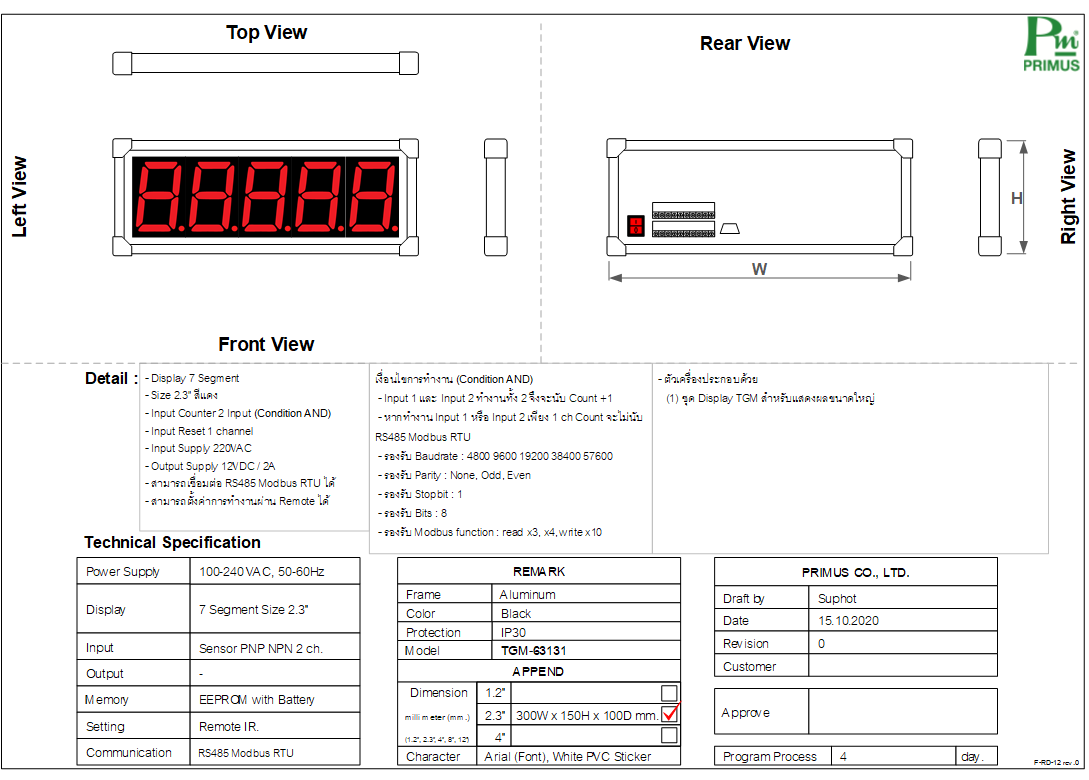 Top View
Rear View
Pm
PRIMUS
Left View
Right View
H
W
Front View
Detail :
- Display 7 Segment
- Size 2.3" สีแดง
- Input Counter 2 Input (Condition AND)
- Input Reset 1 channel
- Input Supply 220VAC
- Output Supply 12VDC / 2A
- สามารถเชื่อมต่อ RS485 Modbus RTU ได้
- สามารถตั้งค่าการทำงานผ่าน Remote ได้
เงื่อนไขการทำงาน (Condition AND)
- Input 1 และ Input 2 ทำงานทั้ง 2 จึงจะนับ Count +1
- หากทำงาน Input 1 หรือ Input 2 เพียง 1 ch Count จะไม่นับ
RS485 Modbus RTU
- รองรับ Baudrate : 4800 9600 19200 38400 57600
- รองรับ Parity : None, Odd, Even
- รองรับ Stopbit : 1
- รองรับ Bits : 8
- รองรับ Modbus function : read x3, x4, write x10
- ตัวเครื่องประกอบด้วย
(1) ชุด Display TGM สำหรับแสดงผลขนาดใหญ่
Technical Specification
Power Supply 100-240VAC, 50-60Hz
Display 7 Segment Size 2.3"
Input Sensor PNP NPN 2 ch.
Output -
Memory EEPROM with Battery
Setting Remote IR.
Communication RS485 Modbus RTU
REMARK
Frame Aluminum
Color Black
Protection IP30
Model TGM-63131
APPEND
Dimension 1.2"
millimeter (mm.) 2.3" 300W x 150H x 100D mm.
(1.2", 2.3", 4", 8", 12") 4"
Character Arial (Font), White PVC Sticker
PRIMUS CO., LTD.
Draft by Suphot
Date 15.10.2020
Revision 0
Customer
Approve
Program Process 4 day.
F-RD-12 rev.0